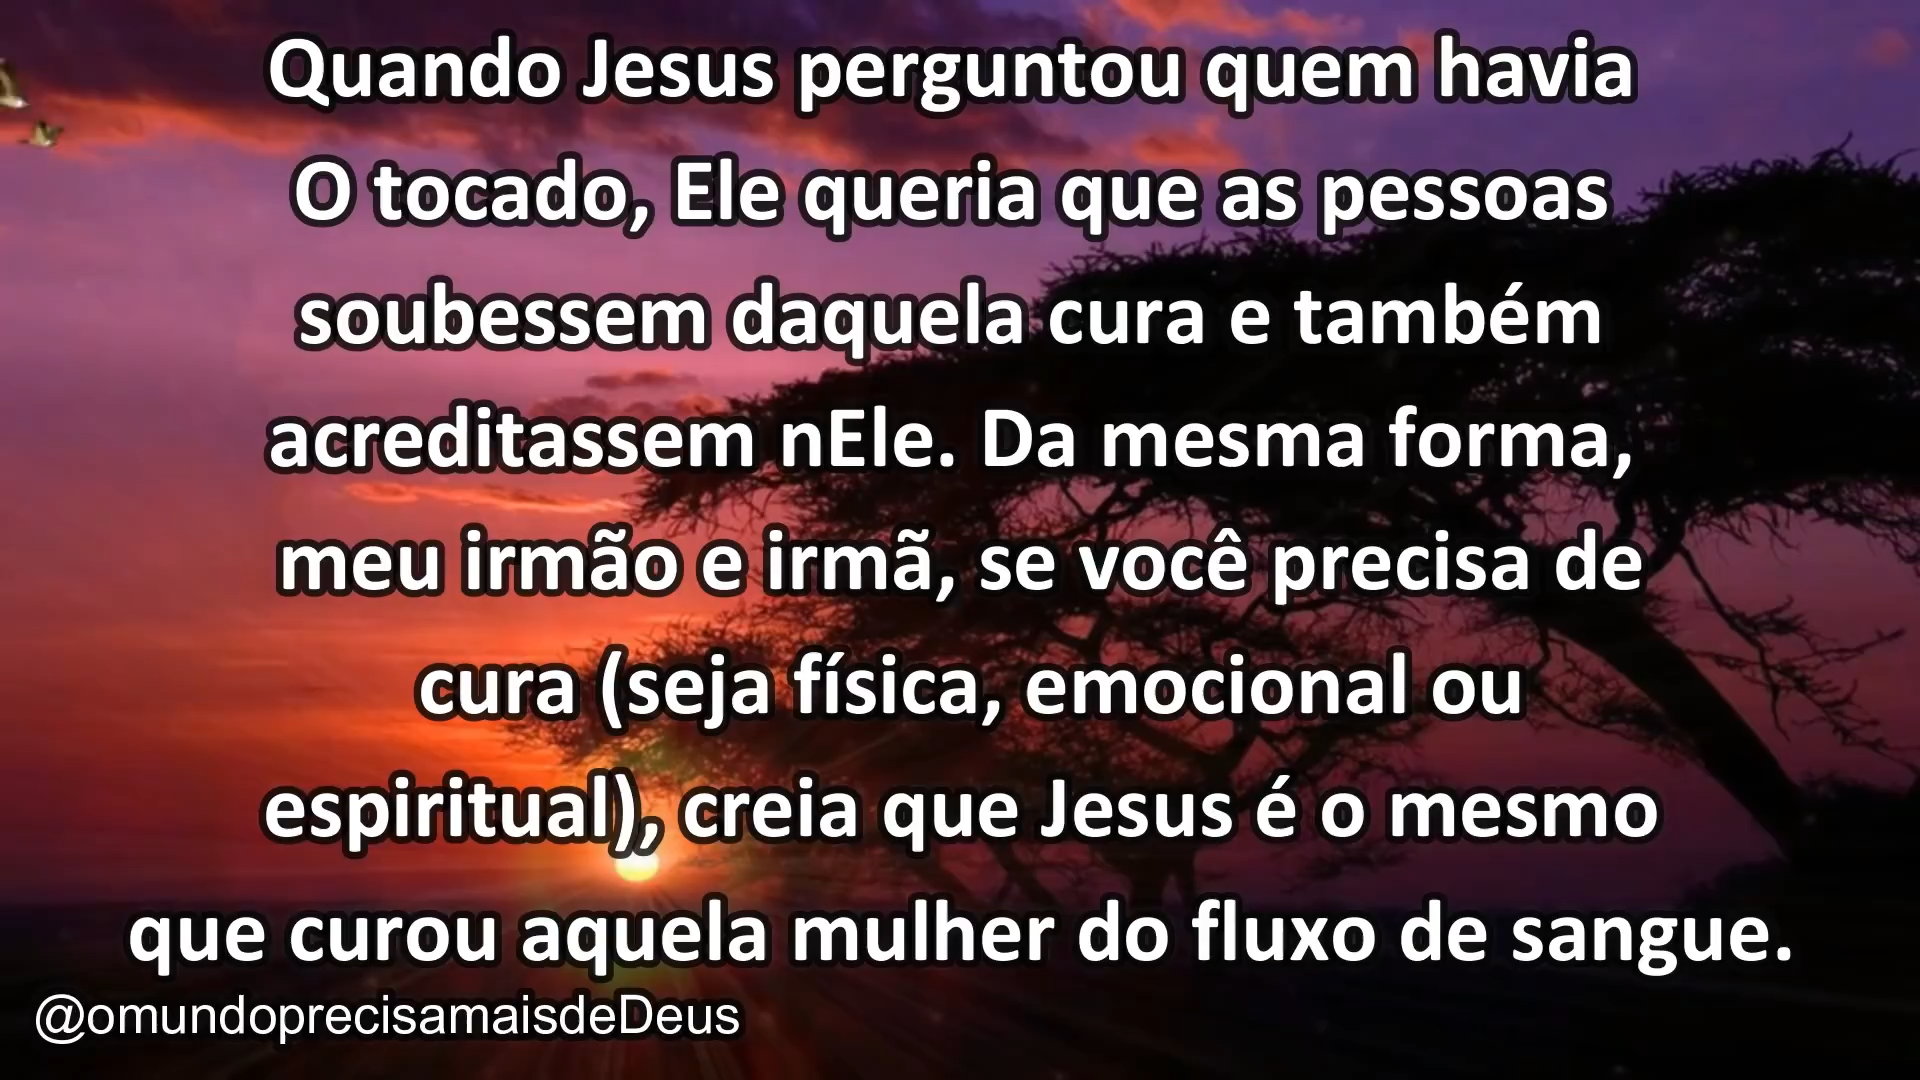 Quando Jesus perguntou quem havia
O tocado, Ele queria que as pessoas
soubessem daquela cura e também
acreditassem nEle. Da mesma forma,
meu irmão e irmã, se você precisa de
cura (seja física, emocional ou
espiritual), creia que Jesus é o mesmo
que curou aquela mulher do fluxo de sangue.
@omundoprecisamaisdeDeus